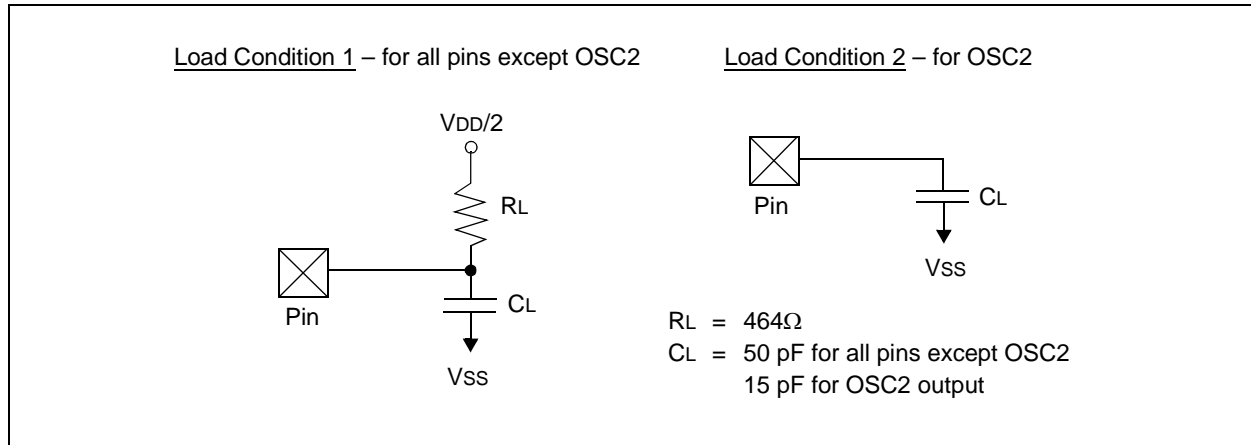 Load Condition 1 – for all pins except OSC2
Load Condition 2 – for OSC2
VDD/2
RL
Pin
CL
VSS
Pin
CL
VSS
RL = 464Ω
CL = 50 pF for all pins except OSC2
15 pF for OSC2 output